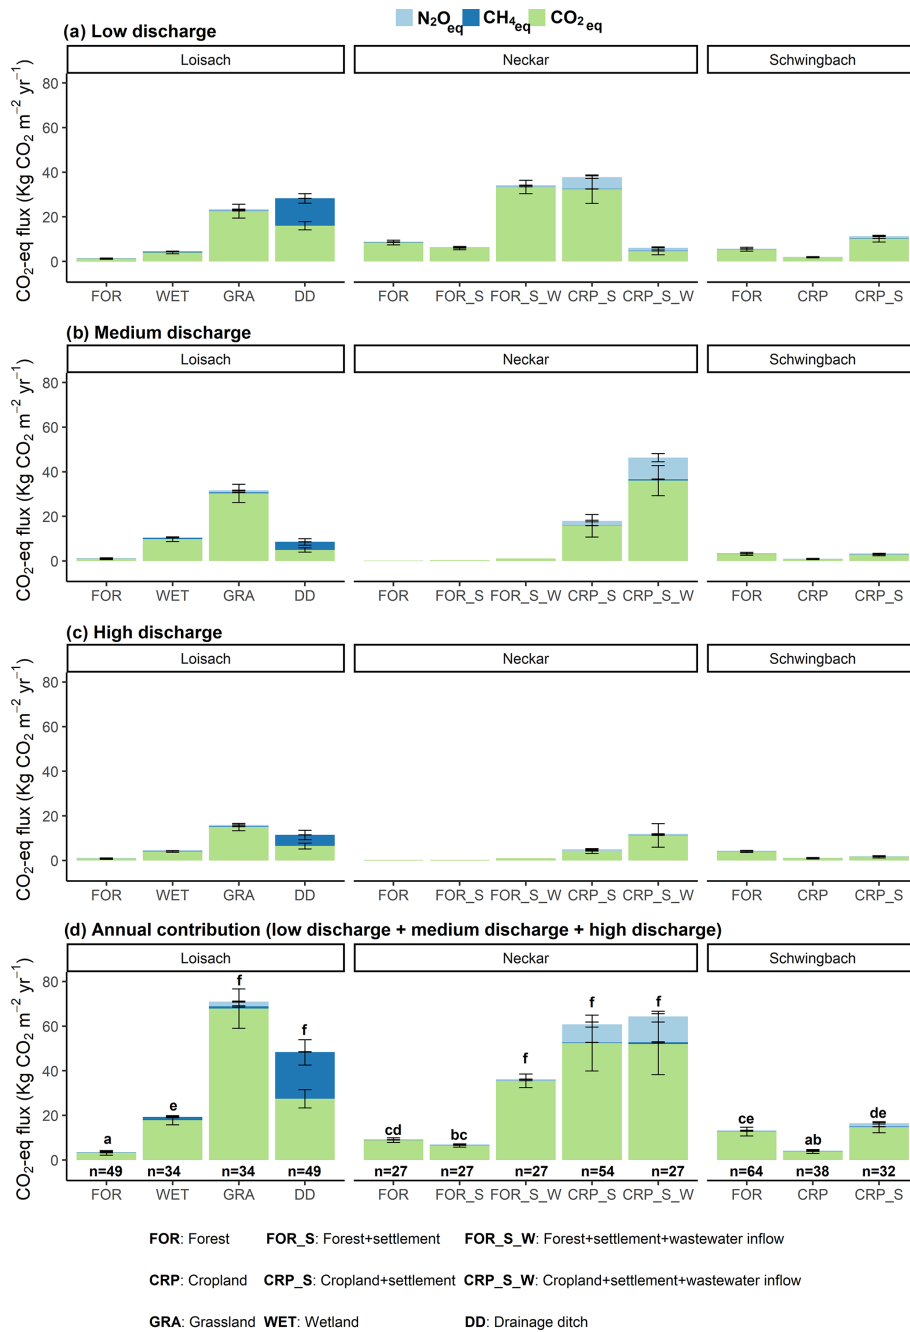 N₂O eq CH₄ eq CO₂ eq
(a) Low discharge
Loisach Neckar Schwingbach
CO₂-eq flux (Kg CO₂ m⁻² yr⁻¹)
80
60
40
20
0
FOR WET GRA DD FOR FOR_S FOR_S_W CRP_S CRP_S_W FOR CRP CRP_S
(b) Medium discharge
Loisach Neckar Schwingbach
CO₂-eq flux (Kg CO₂ m⁻² yr⁻¹)
80
60
40
20
0
FOR WET GRA DD FOR FOR_S FOR_S_W CRP_S CRP_S_W FOR CRP CRP_S
(c) High discharge
Loisach Neckar Schwingbach
CO₂-eq flux (Kg CO₂ m⁻² yr⁻¹)
80
60
40
20
0
FOR WET GRA DD FOR FOR_S FOR_S_W CRP_S CRP_S_W FOR CRP CRP_S
(d) Annual contribution (low discharge + medium discharge + high discharge)
Loisach Neckar Schwingbach
CO₂-eq flux (Kg CO₂ m⁻² yr⁻¹)
80
60
40
20
0
a e f f cd bc f f f ce ab de
n=49 n=34 n=34 n=49 n=27 n=27 n=27 n=54 n=27 n=64 n=38 n=32
FOR WET GRA DD FOR FOR_S FOR_S_W CRP_S CRP_S_W FOR CRP CRP_S
FOR: Forest FOR_S: Forest+settlement FOR_S_W: Forest+settlement+wastewater inflow
CRP: Cropland CRP_S: Cropland+settlement CRP_S_W: Cropland+settlement+wastewater inflow
GRA: Grassland WET: Wetland DD: Drainage ditch